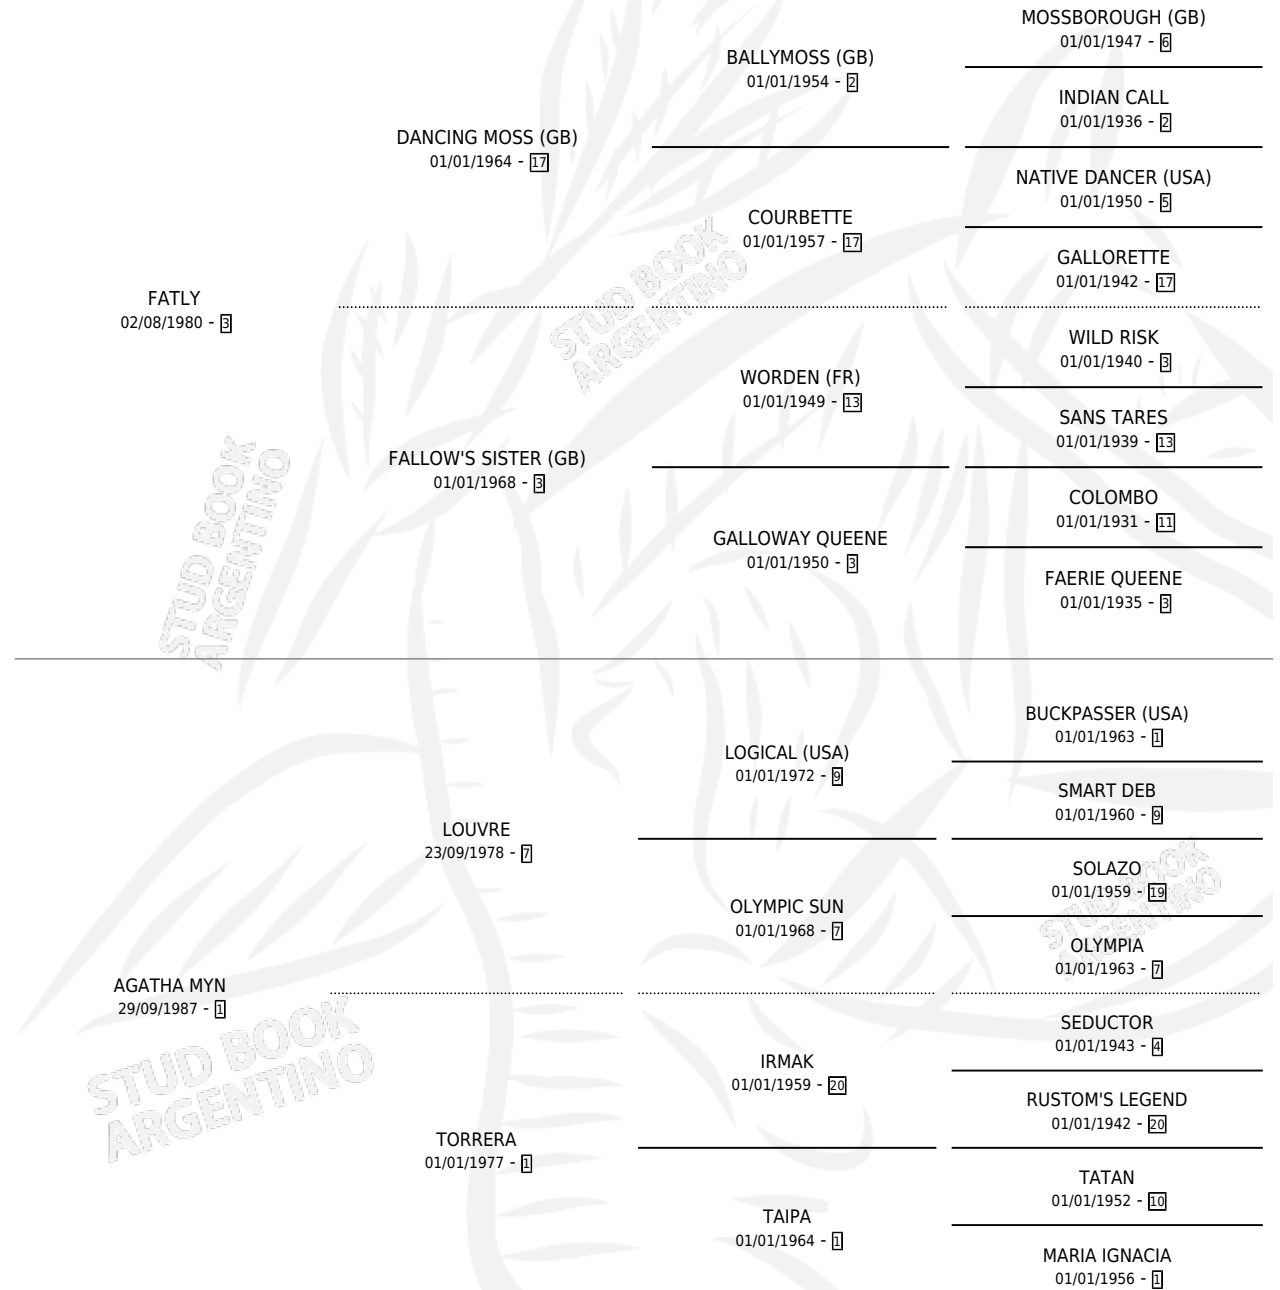 MOSSBOROUGH (GB)
01/01/1947 - 6
BALLYMOSS (GB)
01/01/1954 - 2
INDIAN CALL
01/01/1936 - 2
DANCING MOSS (GB)
01/01/1964 - 17
NATIVE DANCER (USA)
01/01/1950 - 5
COURBETTE
01/01/1957 - 17
GALLORETTE
01/01/1942 - 17
FATLY
02/08/1980 - 3
WILD RISK
01/01/1940 - 3
WORDEN (FR)
01/01/1949 - 13
SANS TARES
01/01/1939 - 13
FALLOW'S SISTER (GB)
01/01/1968 - 3
COLOMBO
01/01/1931 - 11
GALLOWAY QUEENE
01/01/1950 - 3
FAERIE QUEENE
01/01/1935 - 3
BUCKPASSER (USA)
01/01/1963 - 1
LOGICAL (USA)
01/01/1972 - 9
SMART DEB
01/01/1960 - 9
LOUVRE
23/09/1978 - 7
SOLAZO
01/01/1959 - 19
OLYMPIC SUN
01/01/1968 - 7
OLYMPIA
01/01/1963 - 7
AGATHA MYN
29/09/1987 - 1
SEDUCTOR
01/01/1943 - 4
IRMAK
01/01/1959 - 20
RUSTOM'S LEGEND
01/01/1942 - 20
TORRERA
01/01/1977 - 1
TATAN
01/01/1952 - 10
TAIPA
01/01/1964 - 1
MARIA IGNACIA
01/01/1956 - 1
STUD BOOK
ARGENTINO
STUD BOOK
ARGENTINO
STUD BOOK
ARGENTINO
STUD BOOK
ARGENTINO